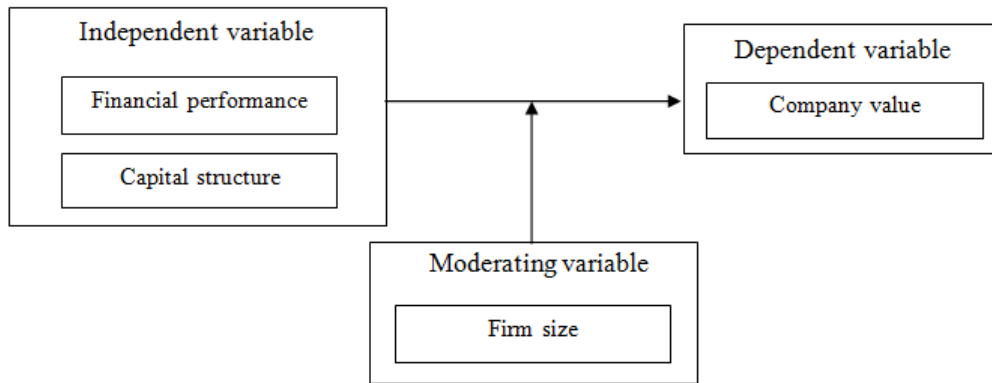 Independent variable
Financial performance
Capital structure
Dependent variable
Company value
Moderating variable
Firm size